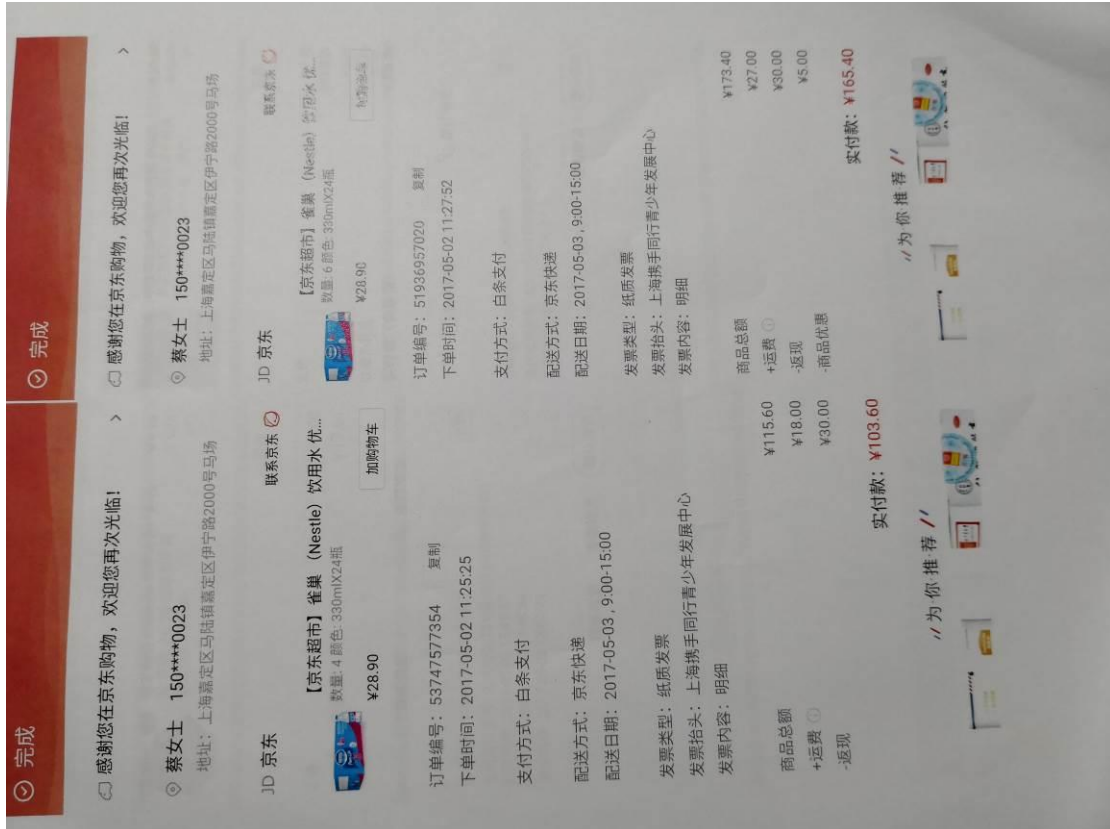 完成
感谢您在京东购物，欢迎您再次光临！ >
蔡女士 150****0023
地址：上海嘉定区马陆镇嘉定区伊宁路2000号马场
JD 京东 联系京东
【京东超市】雀巢（Nestle）饮用水 优...
数量: 4 颜色: 330mlX24瓶
¥28.90 加购物车
订单编号：53747577354 复制
下单时间：2017-05-02 11:25:25
支付方式：白条支付
配送方式：京东快递
配送日期：2017-05-03 , 9:00-15:00
发票类型：纸质发票
发票抬头：上海携手同行青少年发展中心
发票内容：明细
商品总额 ¥115.60
+运费 ¥18.00
-返现 ¥30.00
实付款：¥103.60
为你推荐
完成
感谢您在京东购物，欢迎您再次光临！ >
蔡女士 150****0023
地址：上海嘉定区马陆镇嘉定区伊宁路2000号马场
JD 京东 联系京东
【京东超市】雀巢（Nestle）饮用水 优...
数量: 6 颜色: 330mlX24瓶
¥28.90 加购物车
订单编号：51936957020 复制
下单时间：2017-05-02 11:27:52
支付方式：白条支付
配送方式：京东快递
配送日期：2017-05-03 , 9:00-15:00
发票类型：纸质发票
发票抬头：上海携手同行青少年发展中心
发票内容：明细
商品总额 ¥173.40
+运费 ¥27.00
-返现 ¥30.00
-商品优惠 ¥5.00
实付款：¥165.40
为你推荐